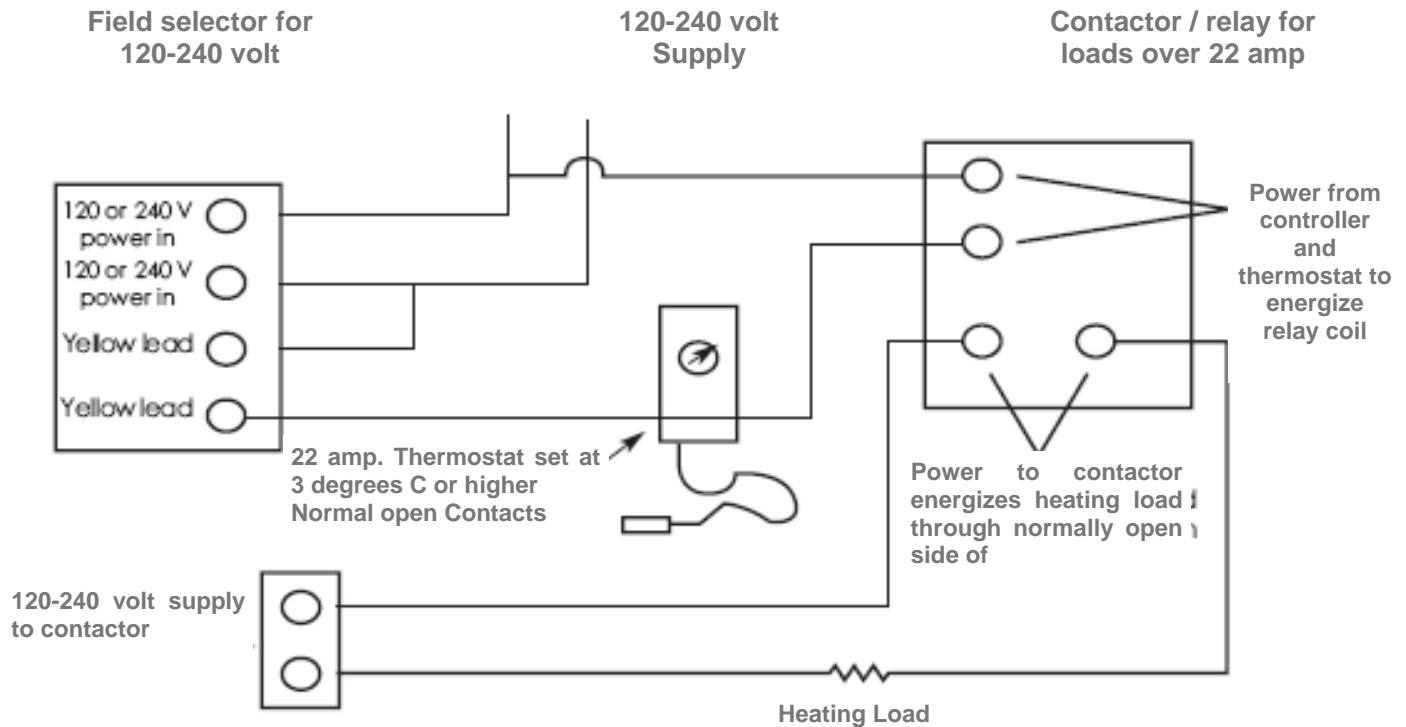 Field selector for
120-240 volt
120-240 volt
Supply
Contactor / relay for
loads over 22 amp
120 or 240 V
power in
120 or 240 V
power in
Yellow lead
Yellow lead
Power from
controller
and
thermostat to
energize
relay coil
22 amp. Thermostat set at
3 degrees C or higher
Normal open Contacts
Power to contactor
energizes heating load
through normally open
side of
120-240 volt supply
to contactor
Heating Load